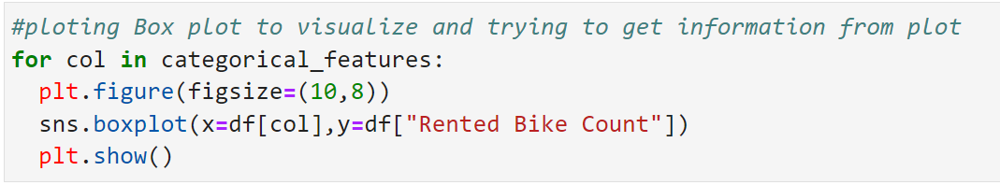 #ploting Box plot to visualize and trying to get information from plot
for col in categorical_features:
  plt.figure(figsize=(10,8))
  sns.boxplot(x=df[col],y=df["Rented Bike Count"])
  plt.show()